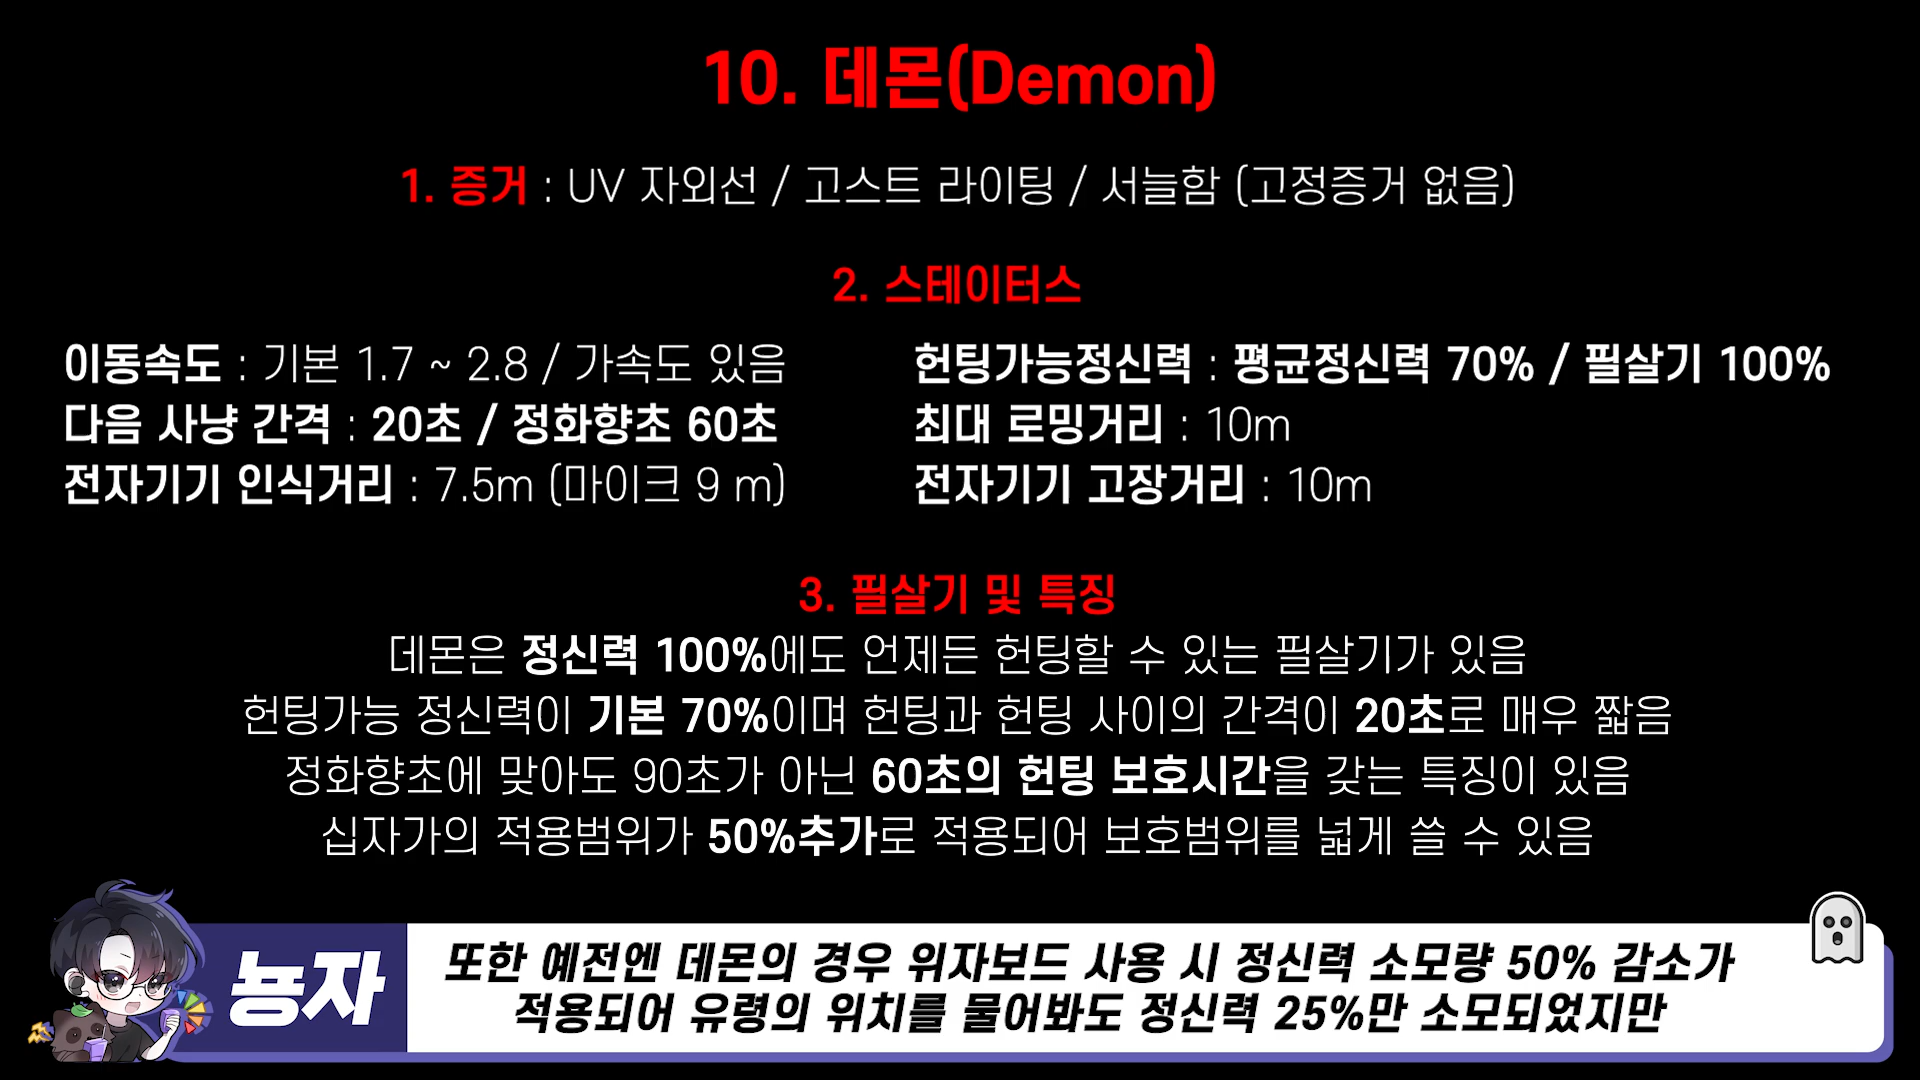 10. 데몬(Demon)
1. 증거 : UV 자외선 / 고스트 라이팅 / 서늘함 (고정증거 없음)
2. 스테이터스
이동속도 : 기본 1.7 ~ 2.8 / 가속도 있음
다음 사냥 간격 : 20초 / 정화향초 60초
전자기기 인식거리 : 7.5m (마이크 9 m)
헌팅가능정신력 : 평균정신력 70% / 필살기 100%
최대 로밍거리 : 10m
전자기기 고장거리 : 10m
3. 필살기 및 특징
데몬은 정신력 100%에도 언제든 헌팅할 수 있는 필살기가 있음
헌팅가능 정신력이 기본 70%이며 헌팅과 헌팅 사이의 간격이 20초로 매우 짧음
정화향초에 맞아도 90초가 아닌 60초의 헌팅 보호시간을 갖는 특징이 있음
십자가의 적용범위가 50%추가로 적용되어 보호범위를 넓게 쓸 수 있음
뇽자
또한 예전엔 데몬의 경우 위자보드 사용 시 정신력 소모량 50% 감소가
적용되어 유령의 위치를 물어봐도 정신력 25%만 소모되었지만